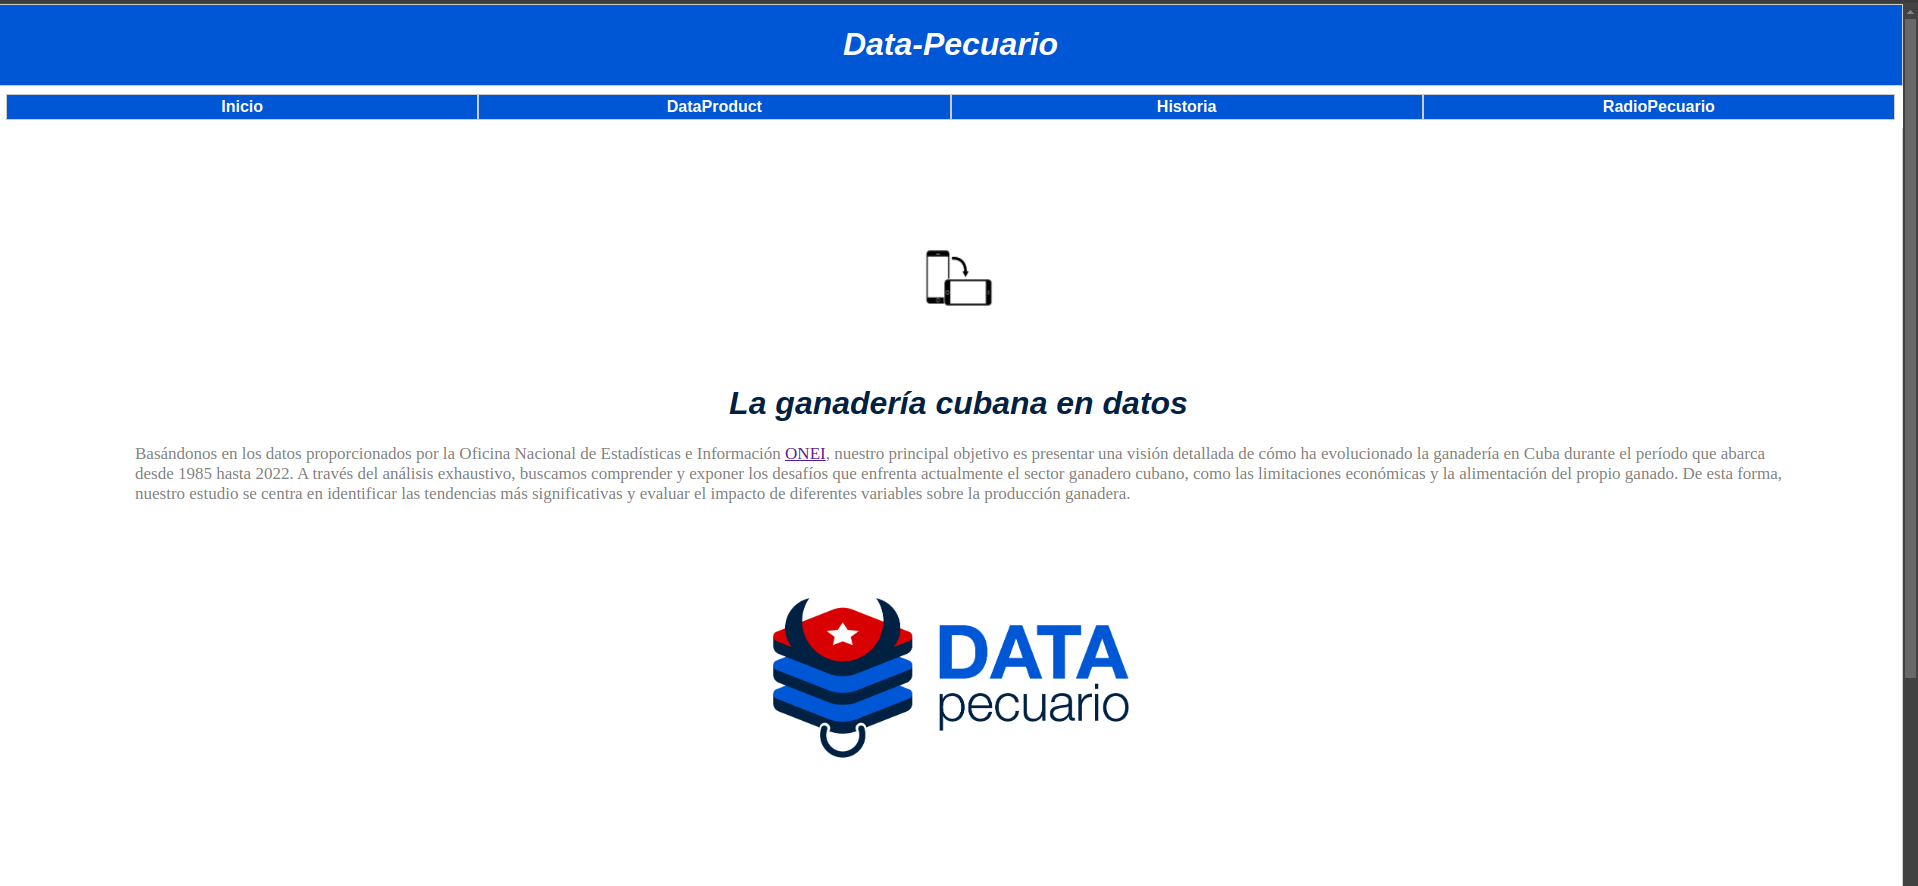 Data-Pecuario
Inicio
DataProduct
Historia
RadioPecuario
La ganadería cubana en datos
Basándonos en los datos proporcionados por la Oficina Nacional de Estadísticas e Información ONEI, nuestro principal objetivo es presentar una visión detallada de cómo ha evolucionado la ganadería en Cuba durante el período que abarca
desde 1985 hasta 2022. A través del análisis exhaustivo, buscamos comprender y exponer los desafíos que enfrenta actualmente el sector ganadero cubano, como las limitaciones económicas y la alimentación del propio ganado. De esta forma,
nuestro estudio se centra en identificar las tendencias más significativas y evaluar el impacto de diferentes variables sobre la producción ganadera.
DATA
pecuario